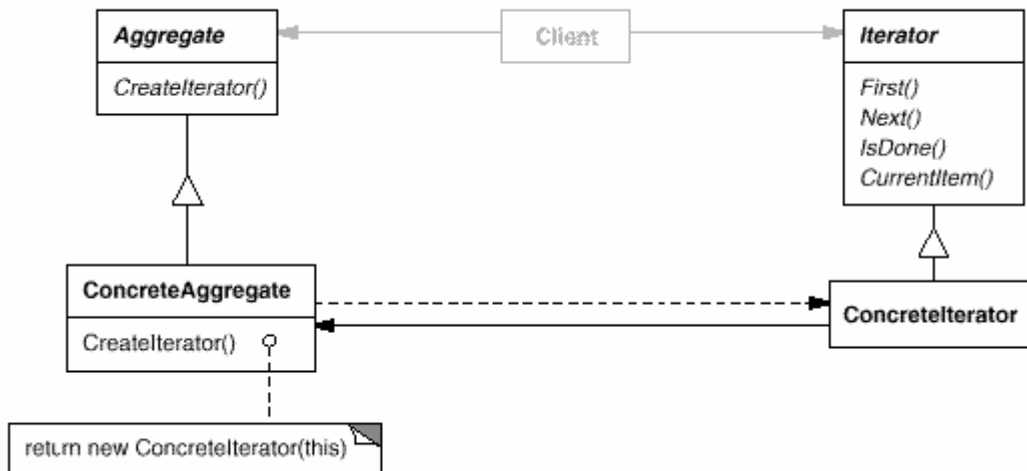 Aggregate
CreateIterator()
Client
Iterator
First()
Next()
IsDone()
CurrentItem()
ConcreteAggregate
CreateIterator()
ConcreteIterator
return new ConcreteIterator(this)